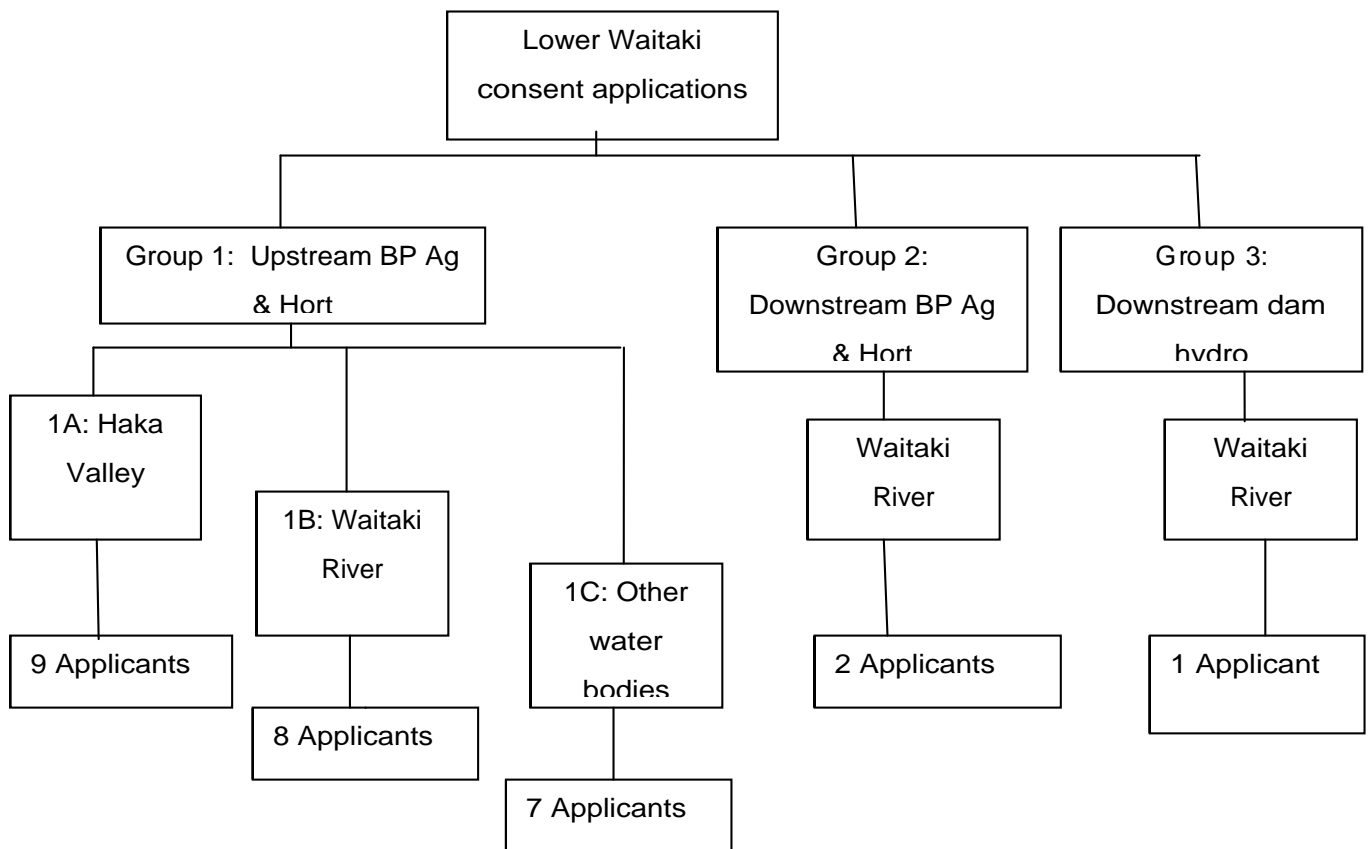 Lower Waitaki
consent applications
Group 1: Upstream BP Ag
& Hort
Group 2:
Downstream BP Ag
& Hort
Group 3:
Downstream dam
hydro
1A: Haka
Valley
1B: Waitaki
River
1C: Other
water
bodies
Waitaki
River
Waitaki
River
9 Applicants
8 Applicants
7 Applicants
2 Applicants
1 Applicant